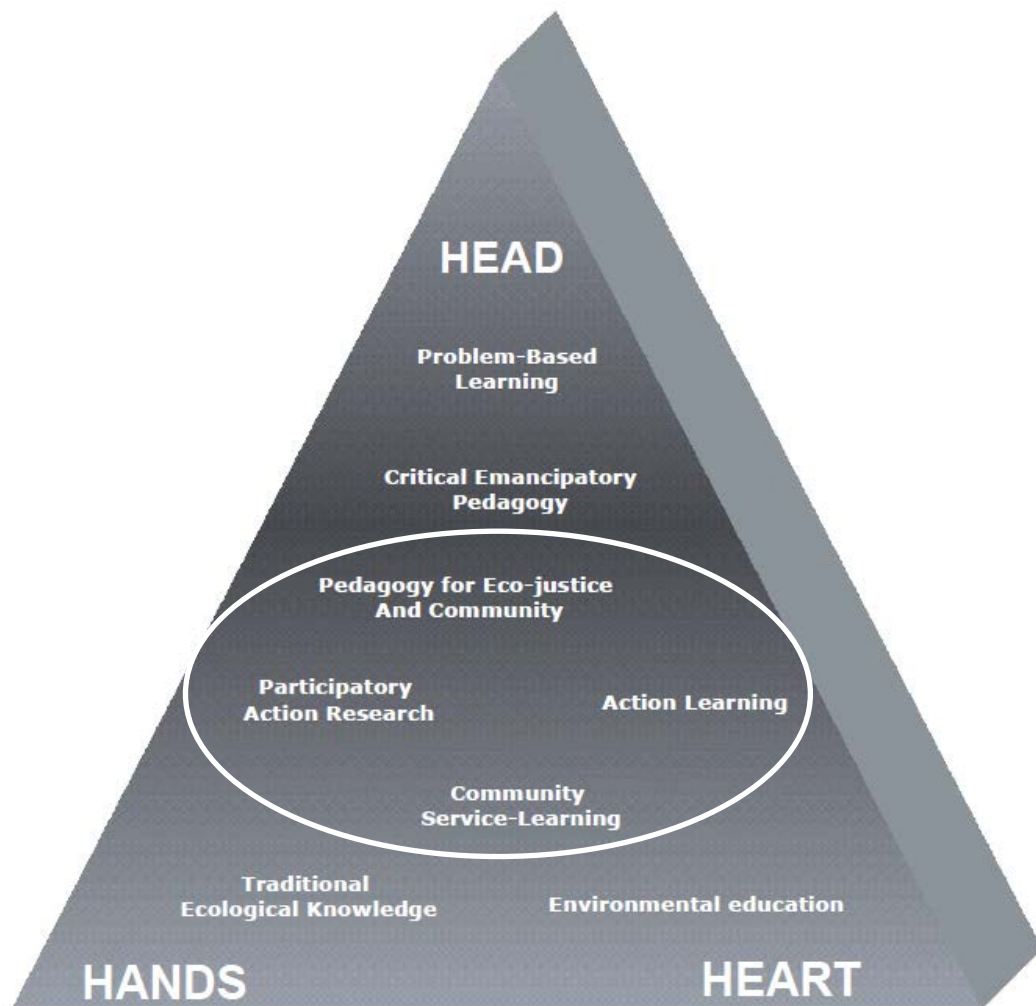 HEAD
Problem-Based
Learning
Critical Emancipatory
Pedagogy
Pedagogy for Eco-justice
And Community
Participatory
Action Research
Action Learning
Community
Service-Learning
Traditional
Ecological Knowledge
Environmental education
HANDS
HEART